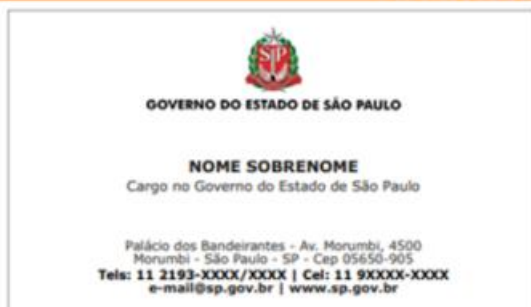 SP
GOVERNO DO ESTADO DE SÃO PAULO
NOME SOBRENOME
Cargo no Governo do Estado de São Paulo
Palácio dos Bandeirantes - Av. Morumbi, 4500
Morumbi - São Paulo - SP - Cep 05650-905
Tels: 11 2193-XXXX/XXXX | Cel: 11 9XXXX-XXXX
e-mail@sp.gov.br | www.sp.gov.br